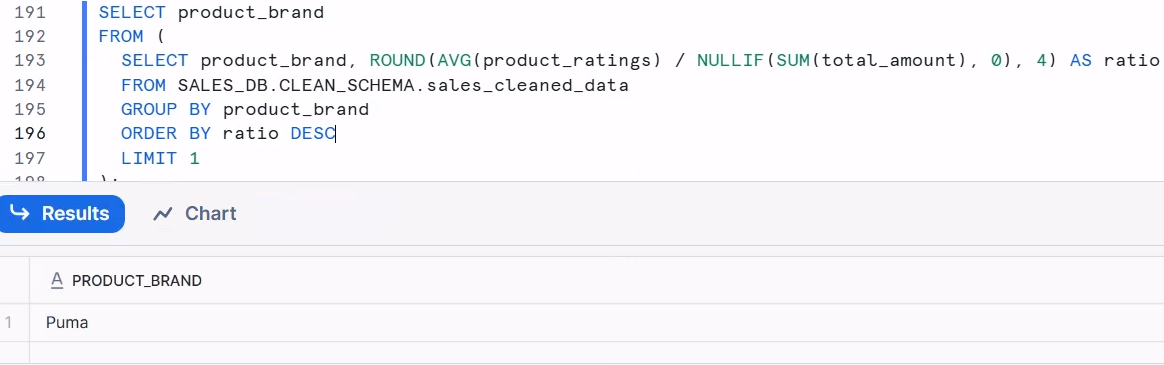 191 SELECT product_brand
192 FROM (
193 SELECT product_brand, ROUND(AVG(product_ratings) / NULLIF(SUM(total_amount), 0), 4) AS ratio
194 FROM SALES_DB.CLEAN_SCHEMA.sales_cleaned_data
195 GROUP BY product_brand
196 ORDER BY ratio DESC
197 LIMIT 1
198 );
Results Chart
A PRODUCT_BRAND
1 Puma